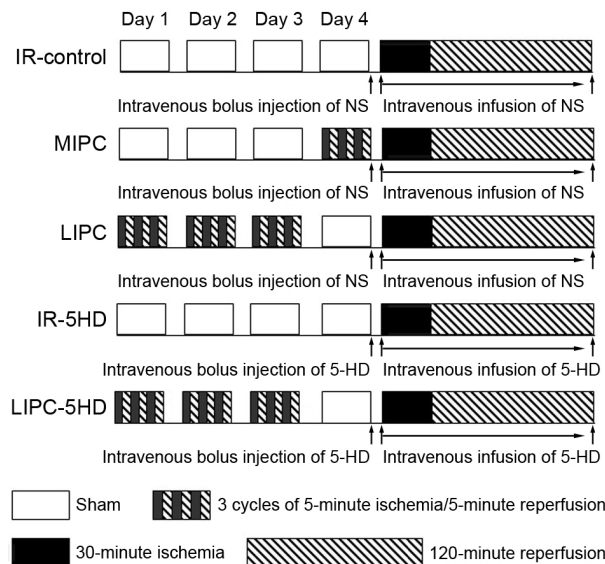 Day 1 Day 2 Day 3 Day 4
IR-control
Intravenous bolus injection of NS Intravenous infusion of NS
MIPC
Intravenous bolus injection of NS Intravenous infusion of NS
LIPC
Intravenous bolus injection of NS Intravenous infusion of NS
IR-5HD
Intravenous bolus injection of 5-HD Intravenous infusion of 5-HD
LIPC-5HD
Intravenous bolus injection of 5-HD Intravenous infusion of 5-HD
Sham 3 cycles of 5-minute ischemia/5-minute reperfusion
30-minute ischemia 120-minute reperfusion